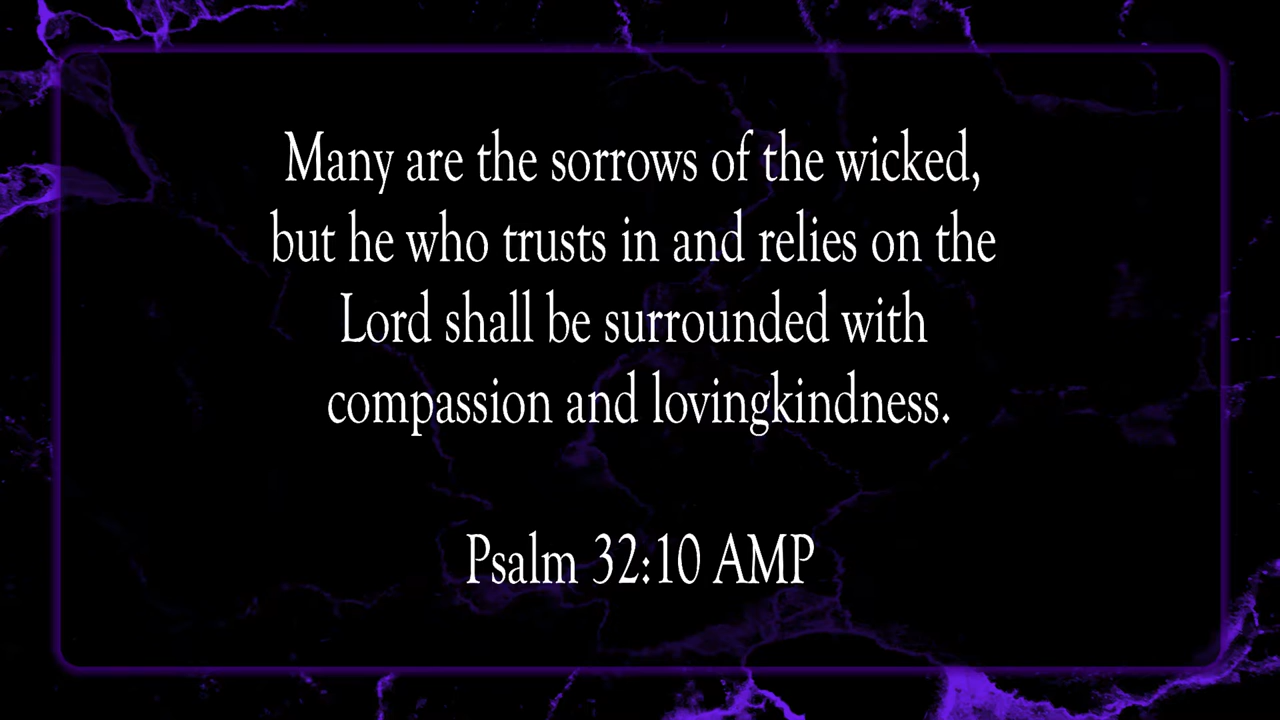 Many are the sorrows of the wicked,
but he who trusts in and relies on the
Lord shall be surrounded with
compassion and lovingkindness.
Psalm 32:10 AMP